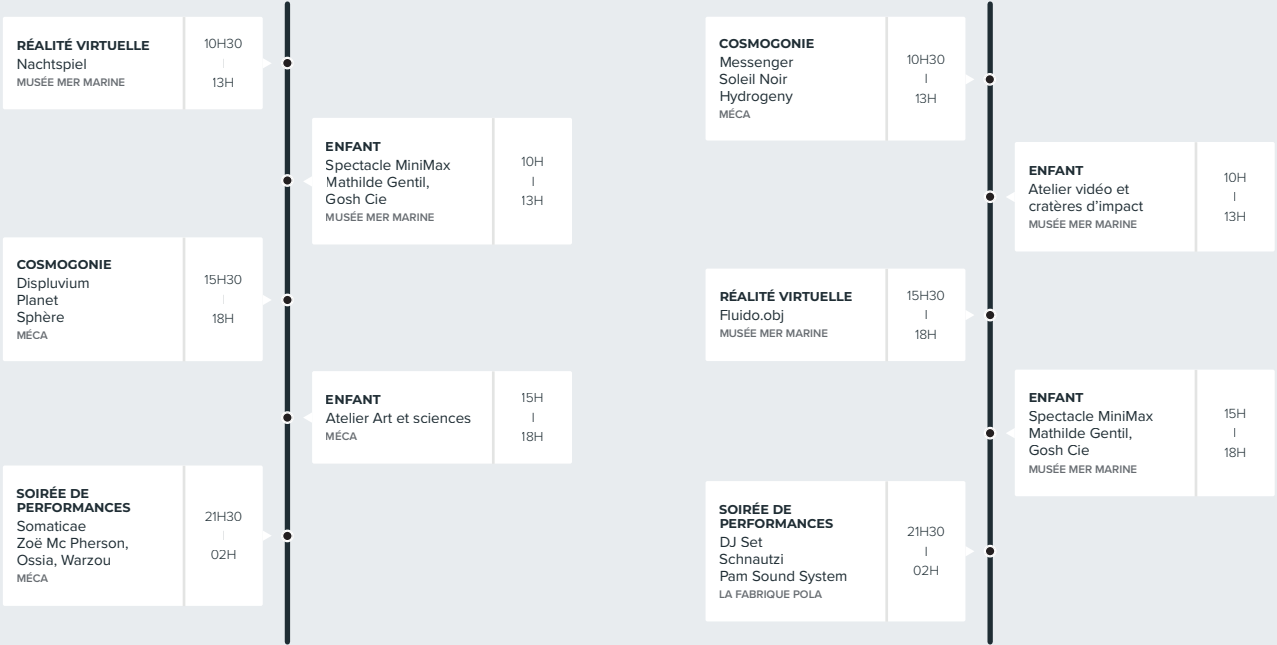 RÉALITÉ VIRTUELLE
Nachtspiel
MUSÉE MER MARINE
10H30
|
13H
ENFANT
Spectacle MiniMax
Mathilde Gentil,
Gosh Cie
MUSÉE MER MARINE
10H
|
13H
COSMOGONIE
Displuvium
Planet
Sphère
MÉCA
15H30
|
18H
ENFANT
Atelier Art et sciences
MÉCA
15H
|
18H
SOIRÉE DE
PERFORMANCES
Somaticae
Zoë Mc Pherson,
Ossia, Warzou
MÉCA
21H30
|
02H
COSMOGONIE
Messenger
Soleil Noir
Hydrogeny
MÉCA
10H30
|
13H
ENFANT
Atelier vidéo et
cratères d'impact
MUSÉE MER MARINE
10H
|
13H
RÉALITÉ VIRTUELLE
Fluido.obj
MUSÉE MER MARINE
15H30
|
18H
ENFANT
Spectacle MiniMax
Mathilde Gentil,
Gosh Cie
MUSÉE MER MARINE
15H
|
18H
SOIRÉE DE
PERFORMANCES
DJ Set
Schnautzi
Pam Sound System
LA FABRIQUE POLA
21H30
|
02H